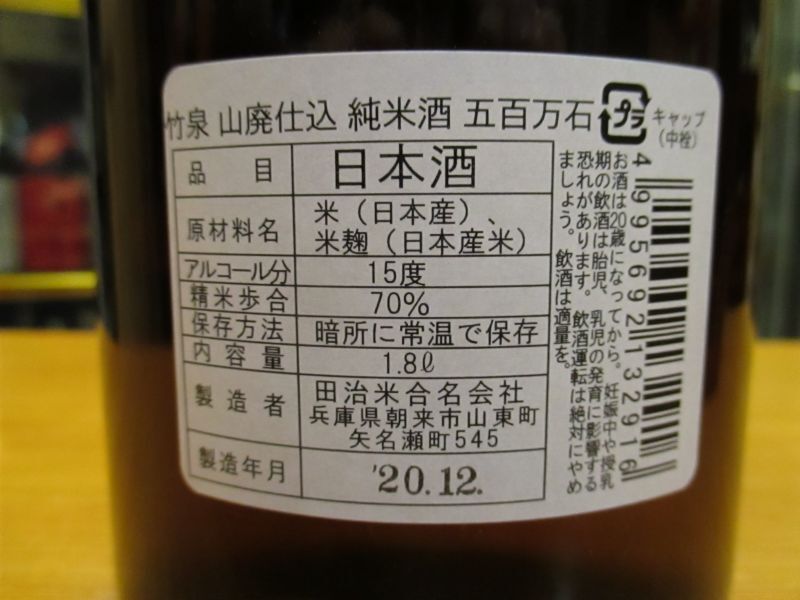 竹泉 山廃仕込 純米酒 五百万石
プラ
キャップ
(中栓)
品目 日本酒
原材料名 米(日本産)、
米麹(日本産米)
アルコール分 15度
精米歩合 70%
保存方法 暗所に常温で保存
内容量 1.8ℓ
製造者 田治米合名会社
兵庫県朝来市山東町
矢名瀬町545
製造年月 '20.12.
お酒は20歳になってから。妊娠中や授乳
期の飲酒は胎児、乳児の発育に影響する
恐れがあります。飲酒運転は絶対にやめ
ましょう。飲酒は適量を。
4995692132916